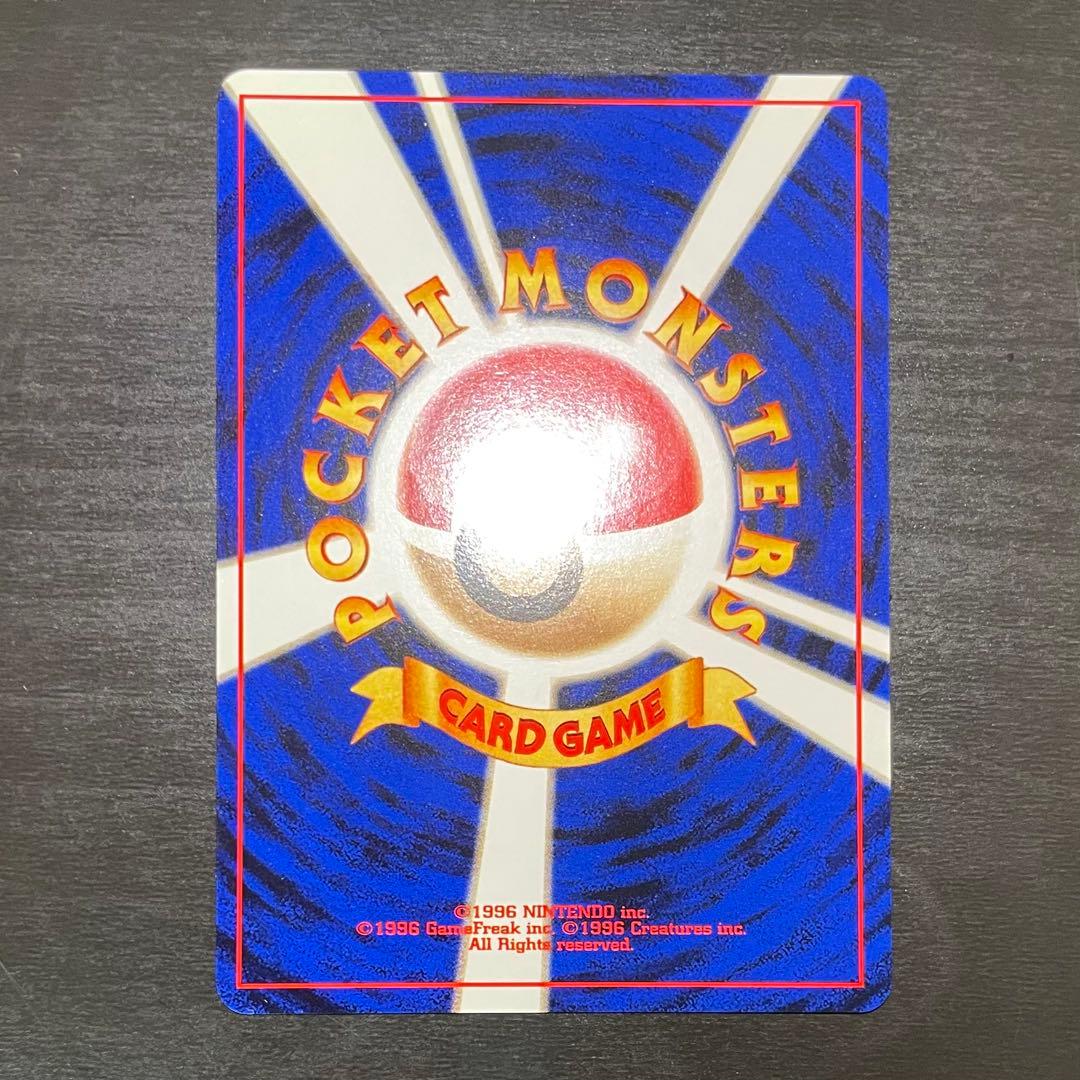 POCKET MONSTERS
CARD GAME
©1996 NINTENDO inc.
©1996 GameFreak inc. ©1996 Creatures inc.
All Rights reserved.